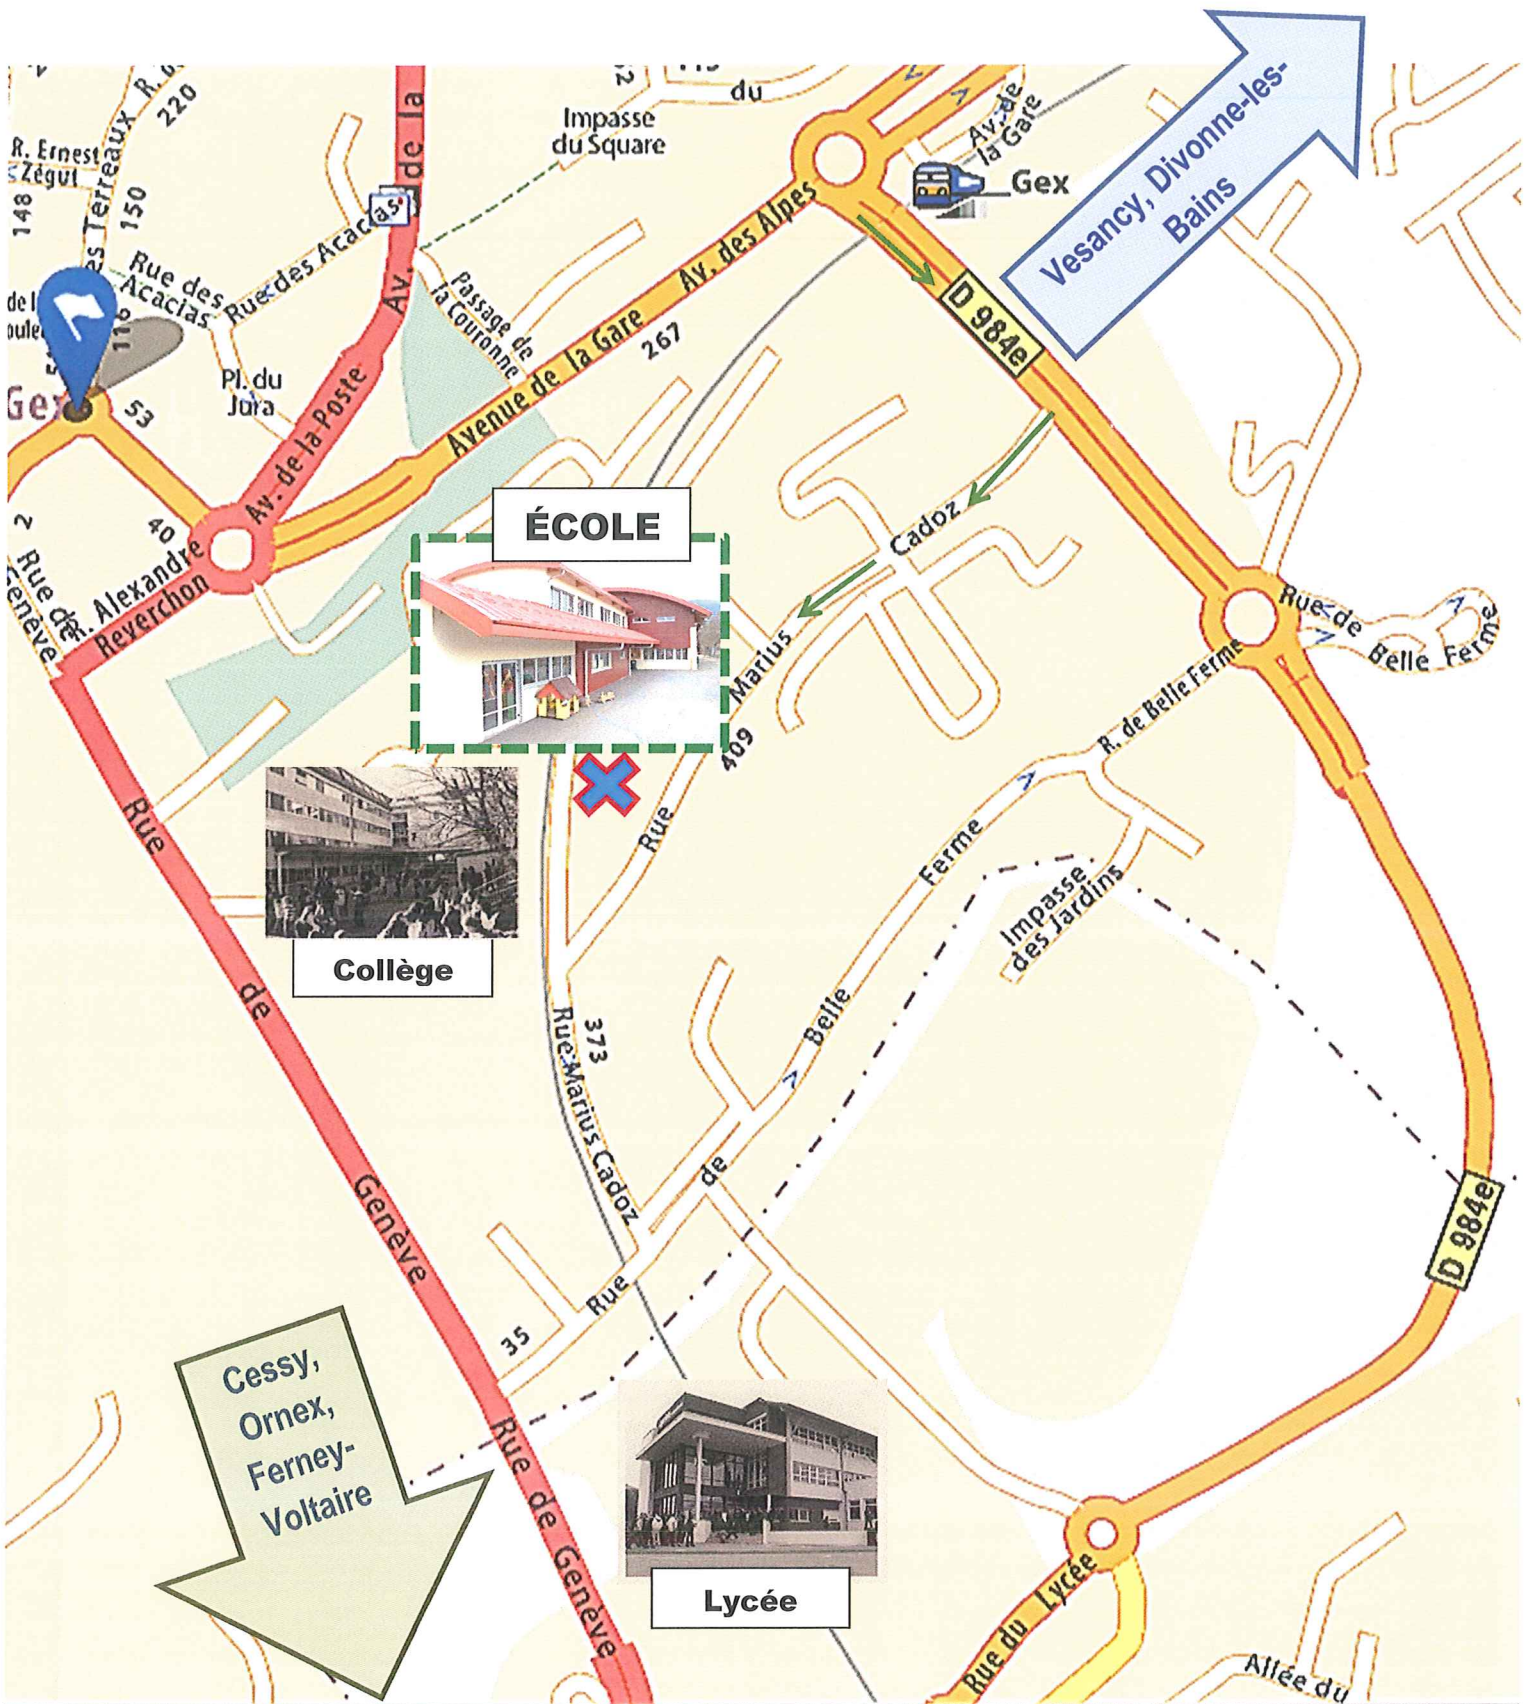 du
Impasse
du Square
Av. de
la Gare
Gex
Vesancy, Divonne-les-
Bains
R. Ernest
Zégut
148
Terreaux
220
150
116
Av.
de la
Rue des Acacias
Rue des
Acacias
Pl. du
Jura
Gex
53
40
Av. de la Poste
Passage de
la Couronne
Avenue de la Gare
Av. des Alpes
267
D 984e
2
Rue de
Genève
R. Alexandre
Reverchon
ÉCOLE
Cadoz
Marius
Rue
409
Rue de
Belle Ferme
R. de Belle Ferme
Ferme
Belle
de
Rue
Impasse
des Jardins
Collège
Rue
de
Genève
373
Rue Marius Cadoz
35
D 984e
Cessy,
Ornex,
Ferney-
Voltaire
Rue de Genève
Lycée
Rue du Lycée
Allée du